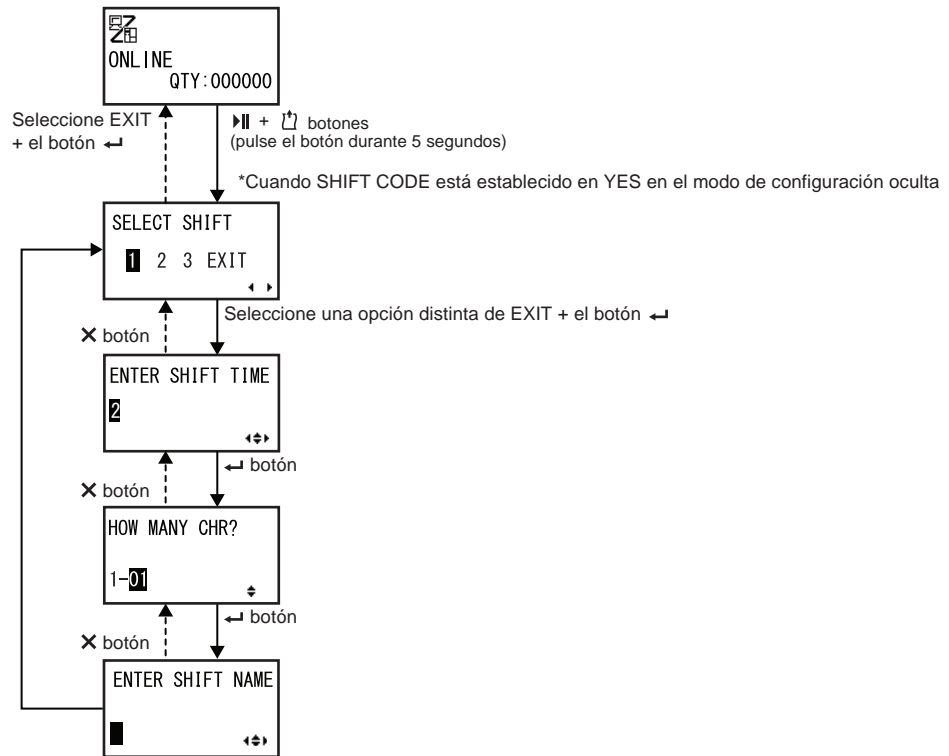 ONLINE
QTY:000000
Seleccione EXIT
+ el botón ↵
+ botones
(pulse el botón durante 5 segundos)
*Cuando SHIFT CODE está establecido en YES en el modo de configuración oculta
SELECT SHIFT
1 2 3 EXIT
Seleccione una opción distinta de EXIT + el botón ↵
✕ botón
ENTER SHIFT TIME
2
↵ botón
✕ botón
HOW MANY CHR?
1-01
↵ botón
✕ botón
ENTER SHIFT NAME